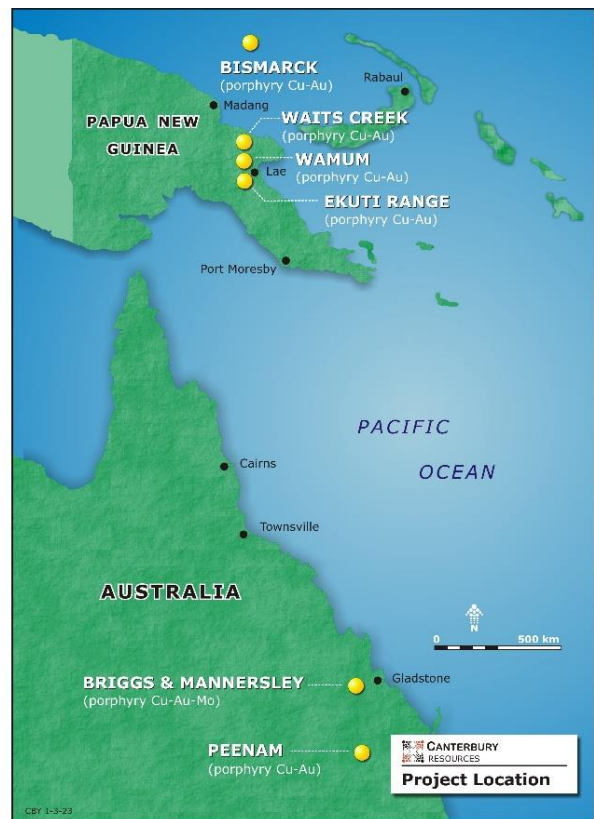 BISMARCK
(porphyry Cu-Au)
Rabaul
Madang
PAPUA NEW
GUINEA
WAITS CREEK
(porphyry Cu-Au)
WAMUM
(porphyry Cu-Au)
Lae
EKUTI RANGE
(porphyry Cu-Au)
Port Moresby
PACIFIC
OCEAN
Cairns
Townsville
AUSTRALIA
N
0 500 km
BRIGGS & MANNERSLEY
(porphyry Cu-Au-Mo)
Gladstone
PEENAM
(porphyry Cu-Au)
CANTERBURY
RESOURCES
Project Location
CBY 1-3-23